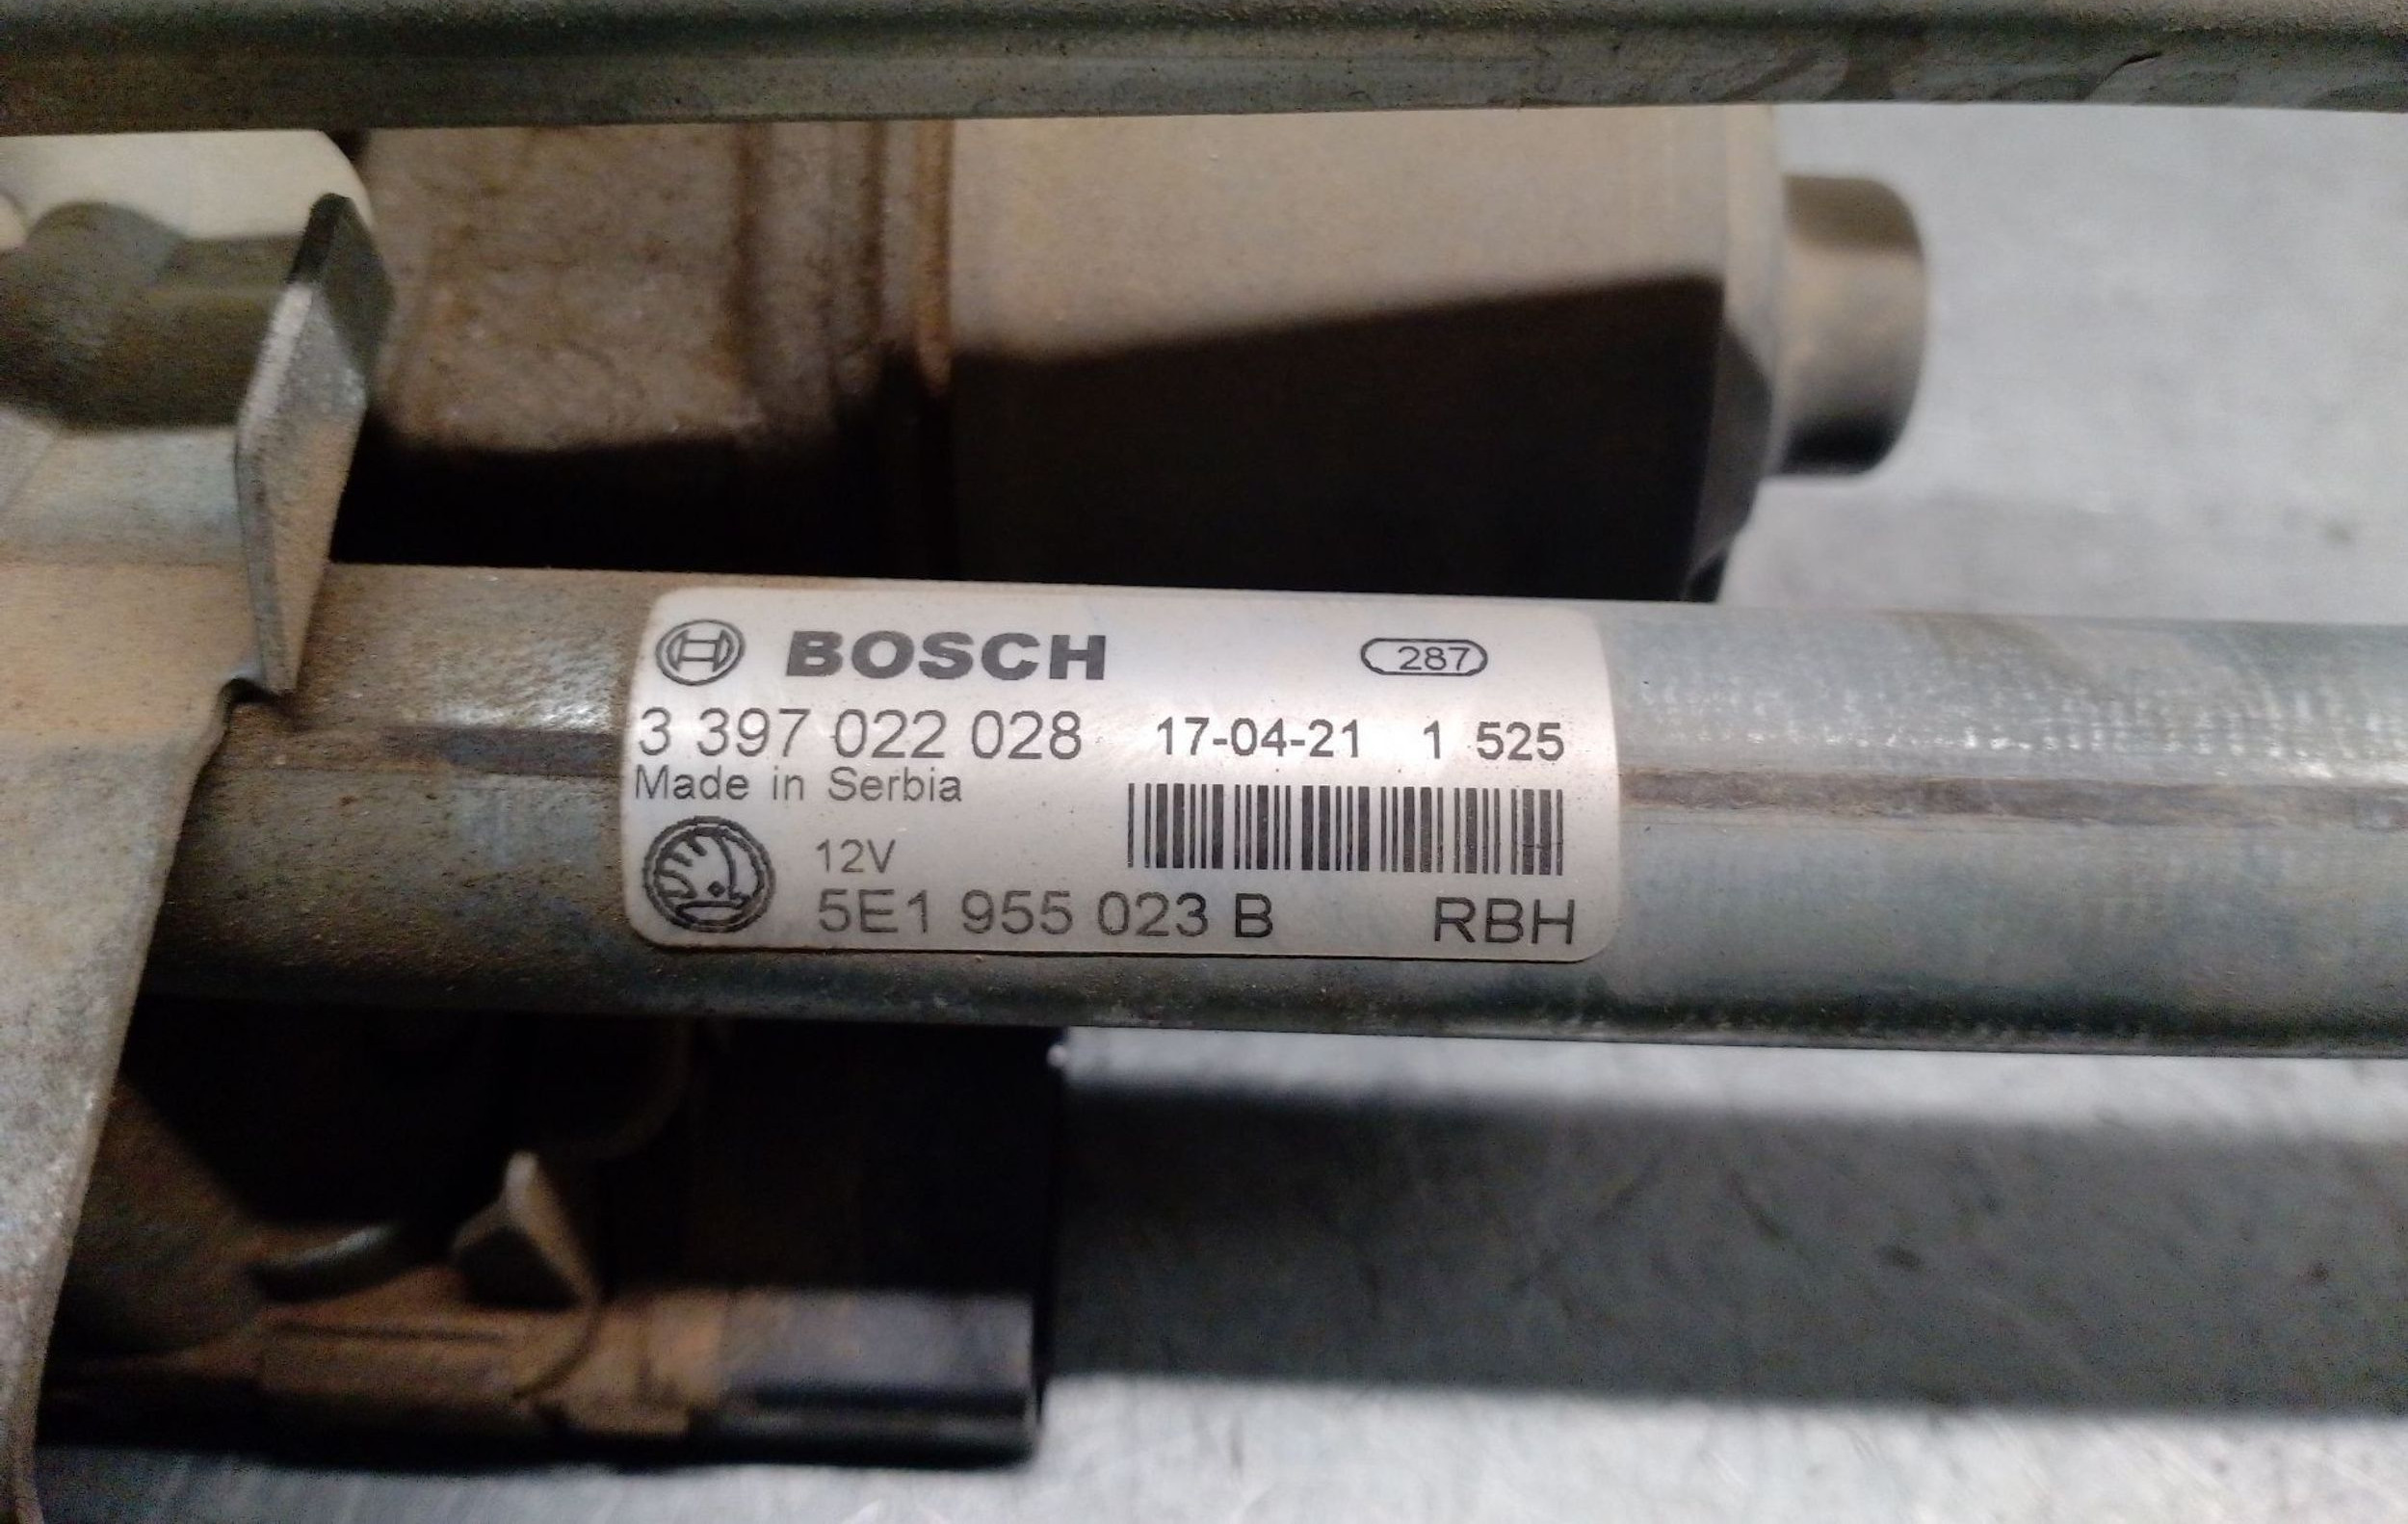 BOSCH 287
3 397 022 028 17-04-21 1 525
Made in Serbia
12V
5E1 955 023 B RBH